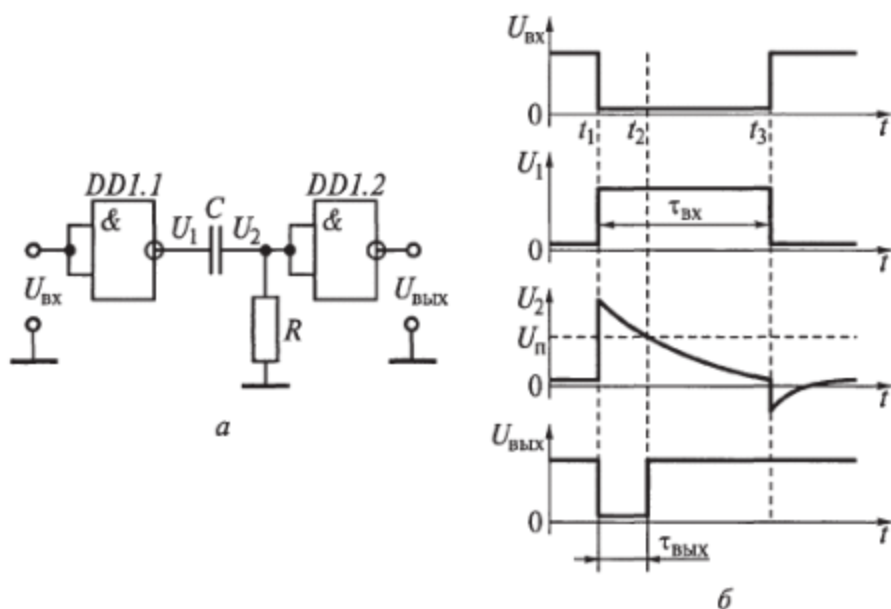 DD1.1
DD1.2
&
U₁
C
U₂
&
Uвх
R
Uвых
а
Uвх
0
t₁
t₂
t₃
t
U₁
τвх
0
t
U₂
Uп
0
t
Uвых
0
t
τвых
б